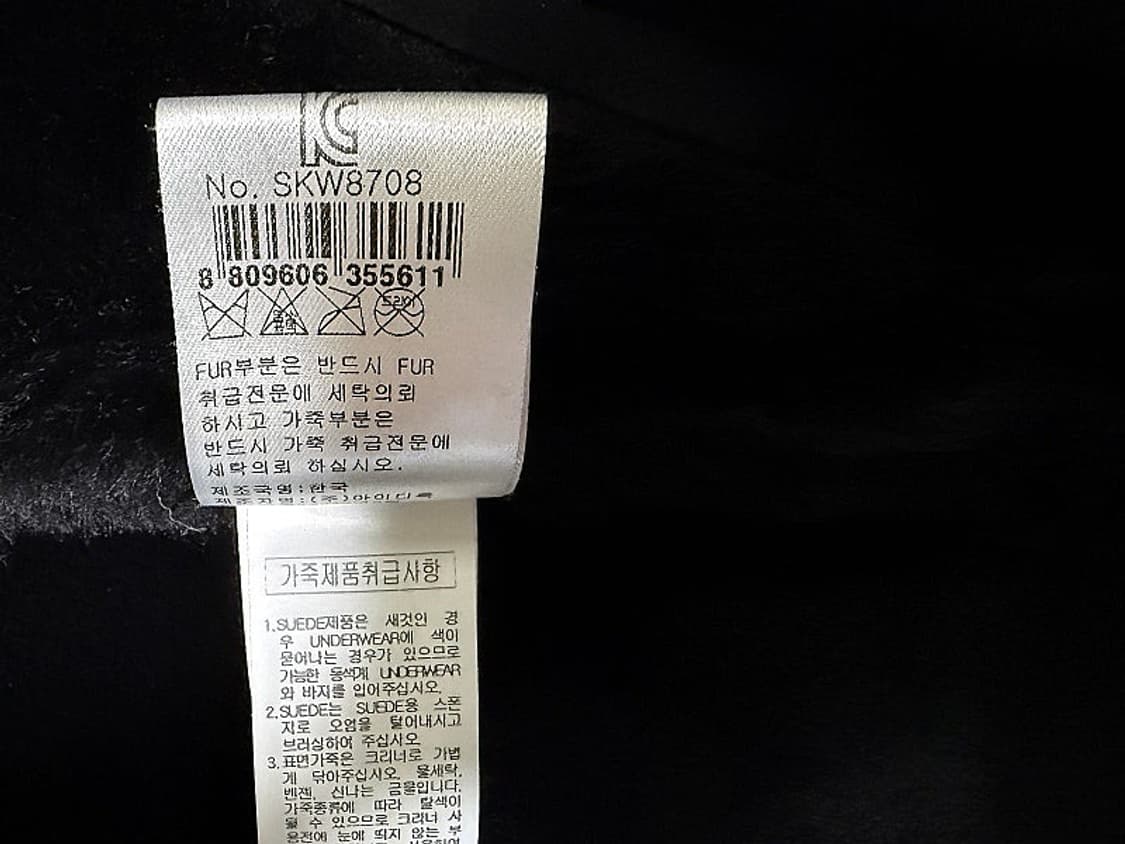 KC
No. SKW8708
8 809606 355611
드라이
FUR부분은 반드시 FUR
취급전문에 세탁의뢰
하시고 가죽부분은
반드시 가죽 취급전문에
세탁의뢰 하십시오.
제조국명:한국
가죽제품취급사항
1.SUEDE제품은 새것인 경
우 UNDERWEAR에 색이
묻어나는 경우가 있으므로
가능한 동색계 UNDERWEAR
와 바지를 입어주십시오.
2.SUEDE는 SUEDE용 스폰
지로 오염을 털어내시고
브러싱하여 주십시오.
3.표면가죽은 크리너로 가볍
게 닦아주십시오. 물세탁,
벤젠, 신나는 금물입니다.
가죽종류에 따라 탈색이
될 수 있으므로 크리너 사
용전에 눈에 띄지 않는 부